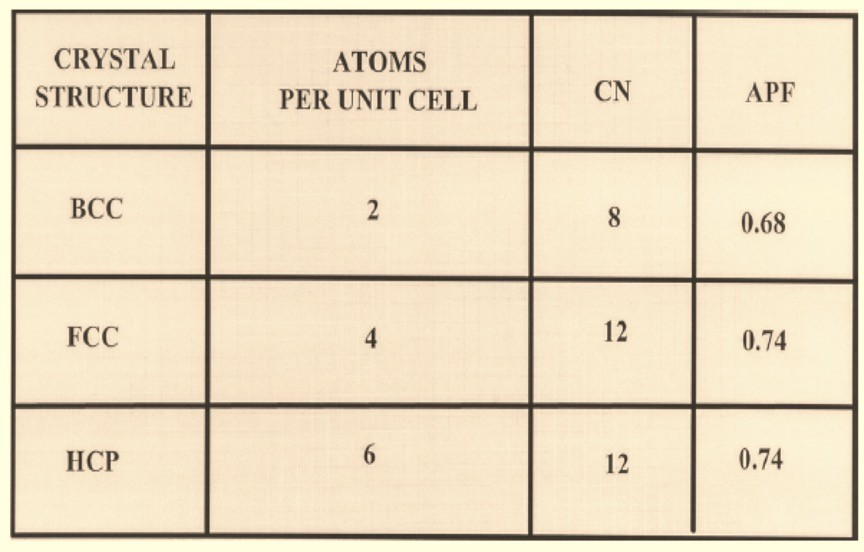 CRYSTAL
STRUCTURE
ATOMS
PER UNIT CELL
CN
APF
BCC
2
8
0.68
FCC
4
12
0.74
HCP
6
12
0.74